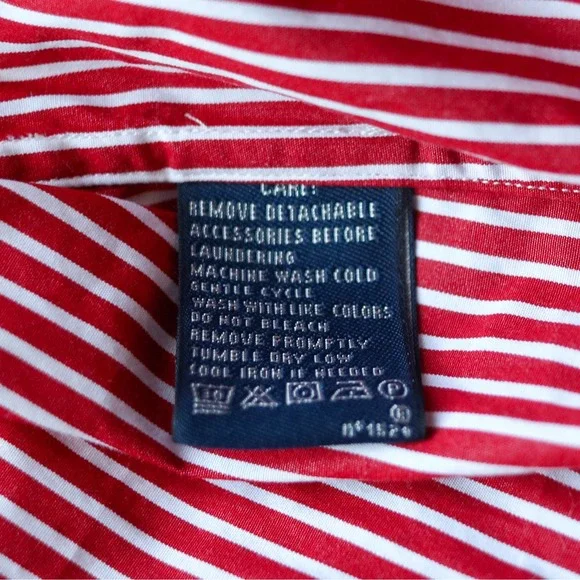 CARE:
REMOVE DETACHABLE
ACCESSORIES BEFORE
LAUNDERING
MACHINE WASH COLD
GENTLE CYCLE
WASH WITH LIKE COLORS
DO NOT BLEACH
REMOVE PROMPTLY
TUMBLE DRY LOW
COOL IRON IF NEEDED
P